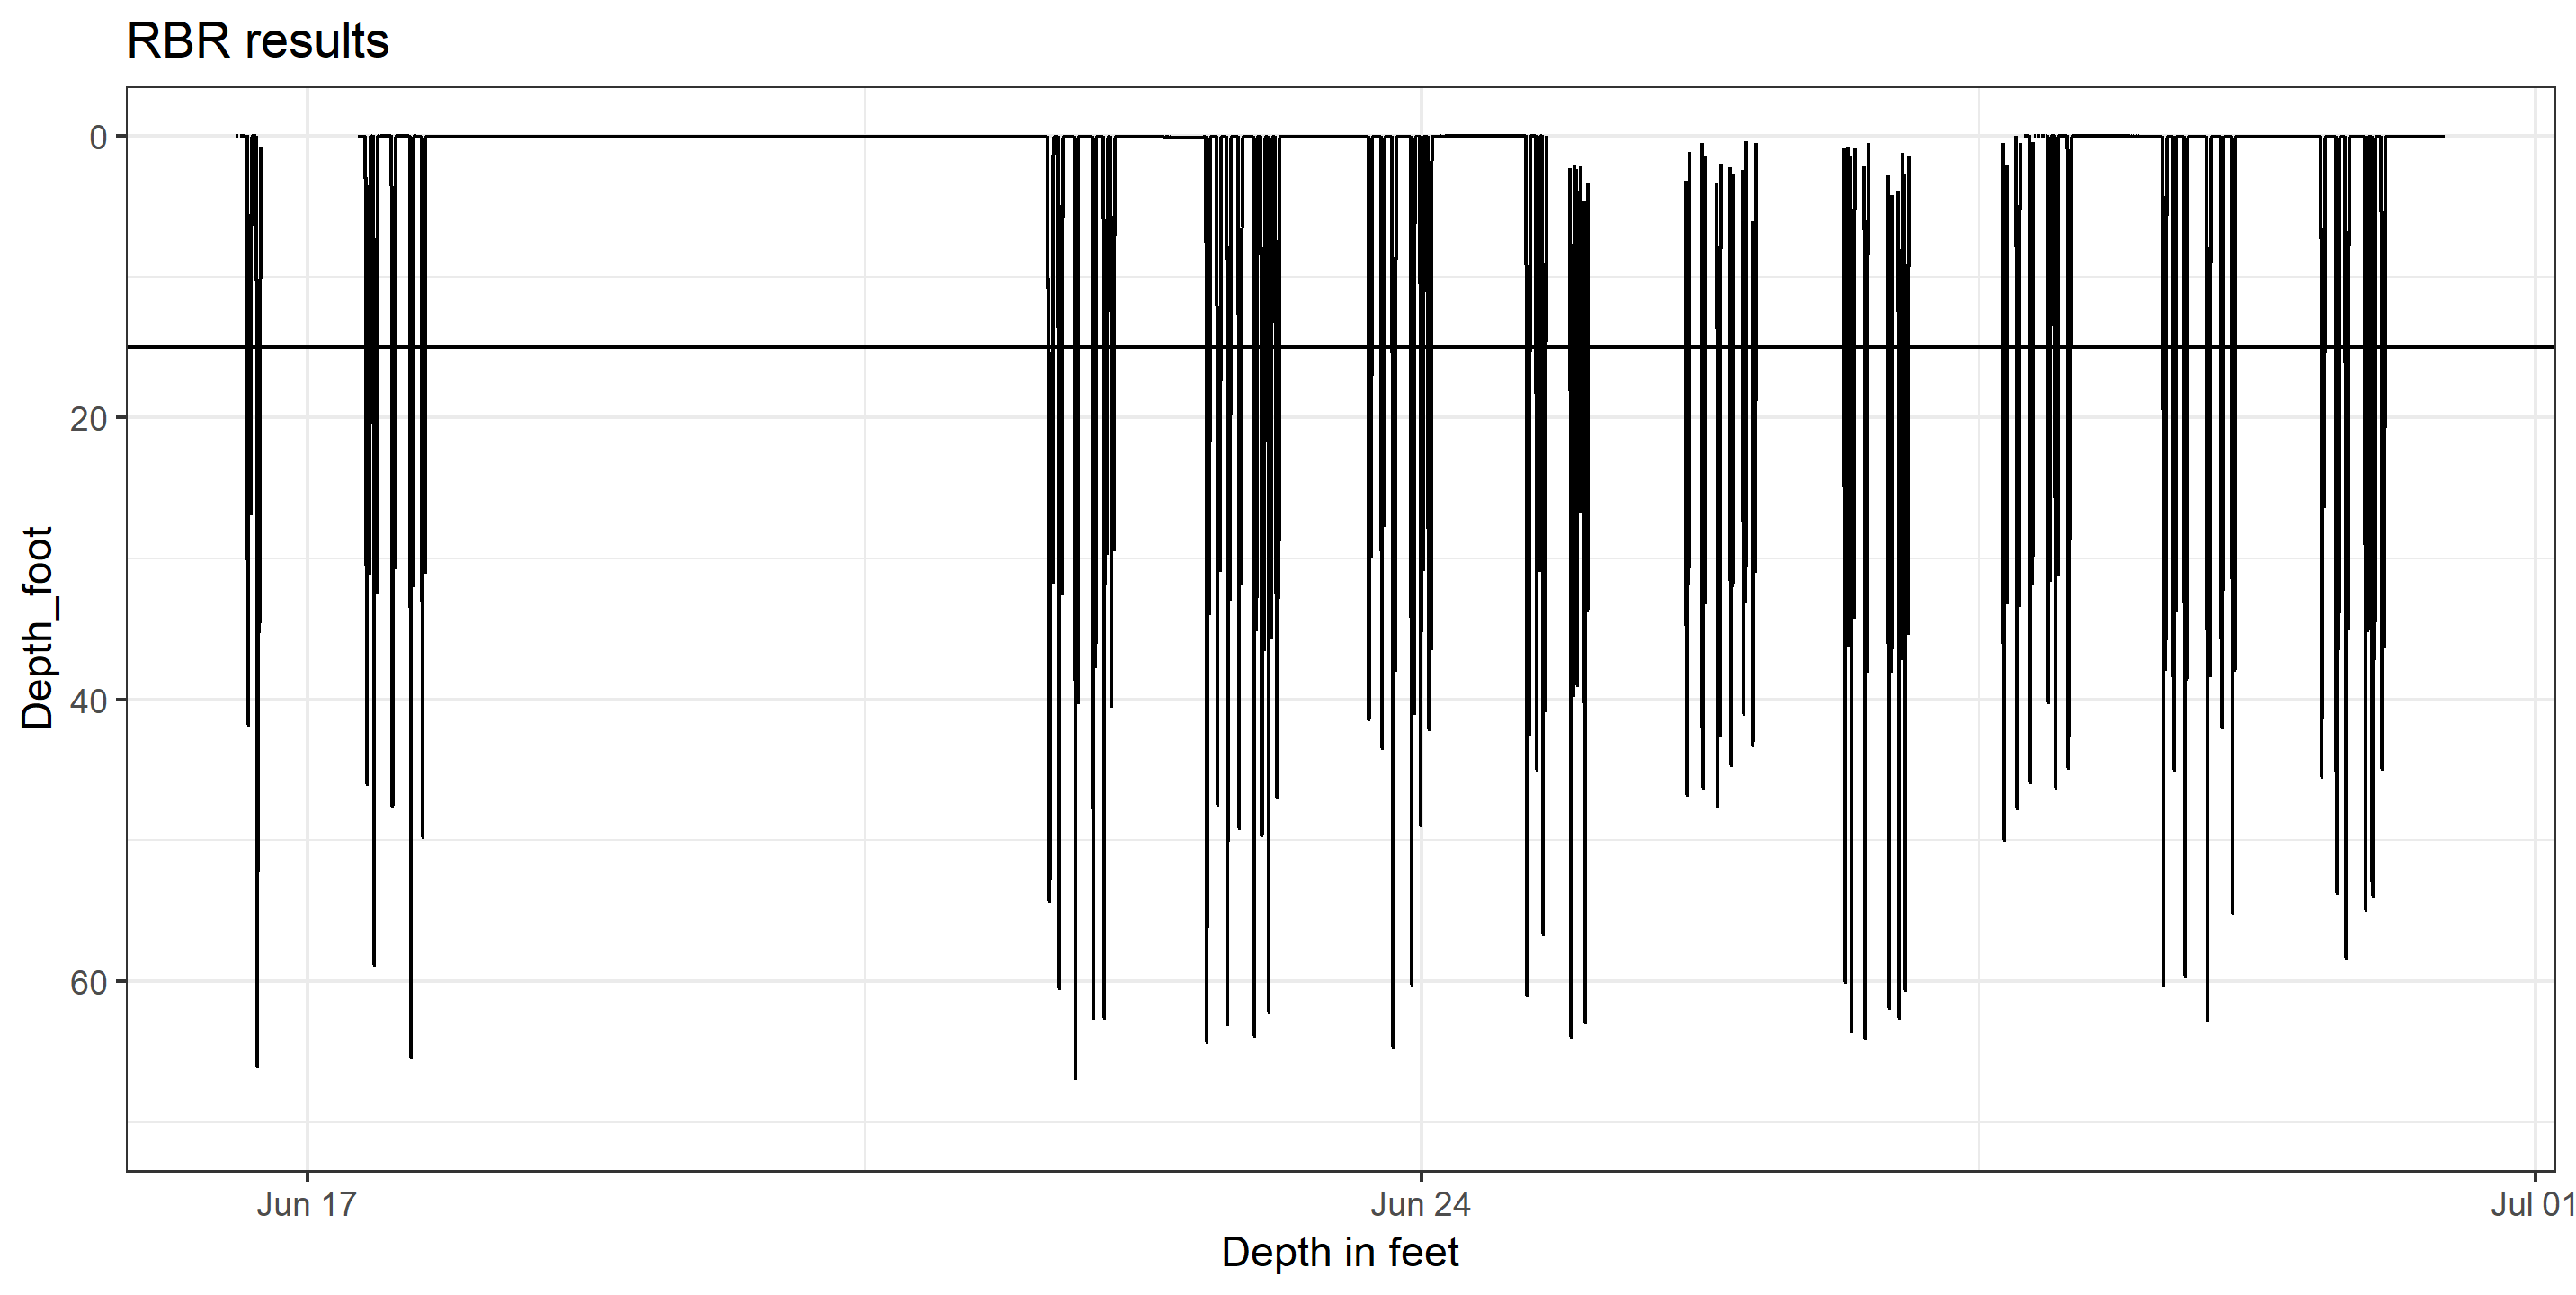 RBR results
0
20
40
60
Depth_foot
Jun 17
Jun 24
Jul 01
Depth in feet